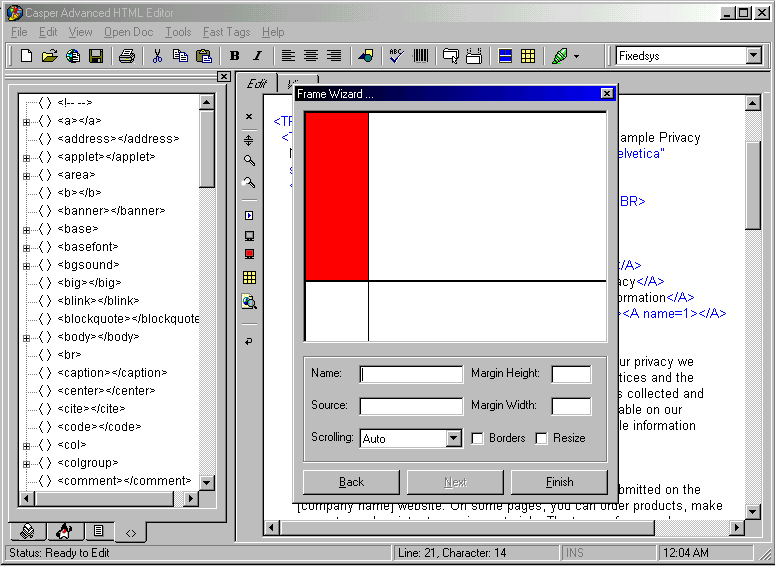 Casper Advanced HTML Editor
File Edit View Open Doc Tools Fast Tags Help
B I ABC Fixedsys
Edit
Frame Wizard ...
<!-- -->
<a></a>
<address></address>
<applet></applet>
<area>
<b></b>
<banner></banner>
<base>
<basefont>
<bgsound>
<big></big>
<blink></blink>
<blockquote></blockquote
<body></body>
<br>
<caption></caption>
<center></center>
<cite></cite>
<code></code>
<col>
<colgroup>
<comment></comment>
ample Privacy
elvetica"
BR>
</A>
acy</A>
ormation</A>
><A name=1></A>
ur privacy we
tices and the
s collected and
able on our
le information
bmitted on the
[company name] website. On some pages, you can order products, make
Name:
Margin Height:
Source:
Margin Width:
Scrolling: Auto
Borders Resize
Back Next Finish
Status: Ready to Edit
Line: 21, Character: 14
INS
12:04 AM